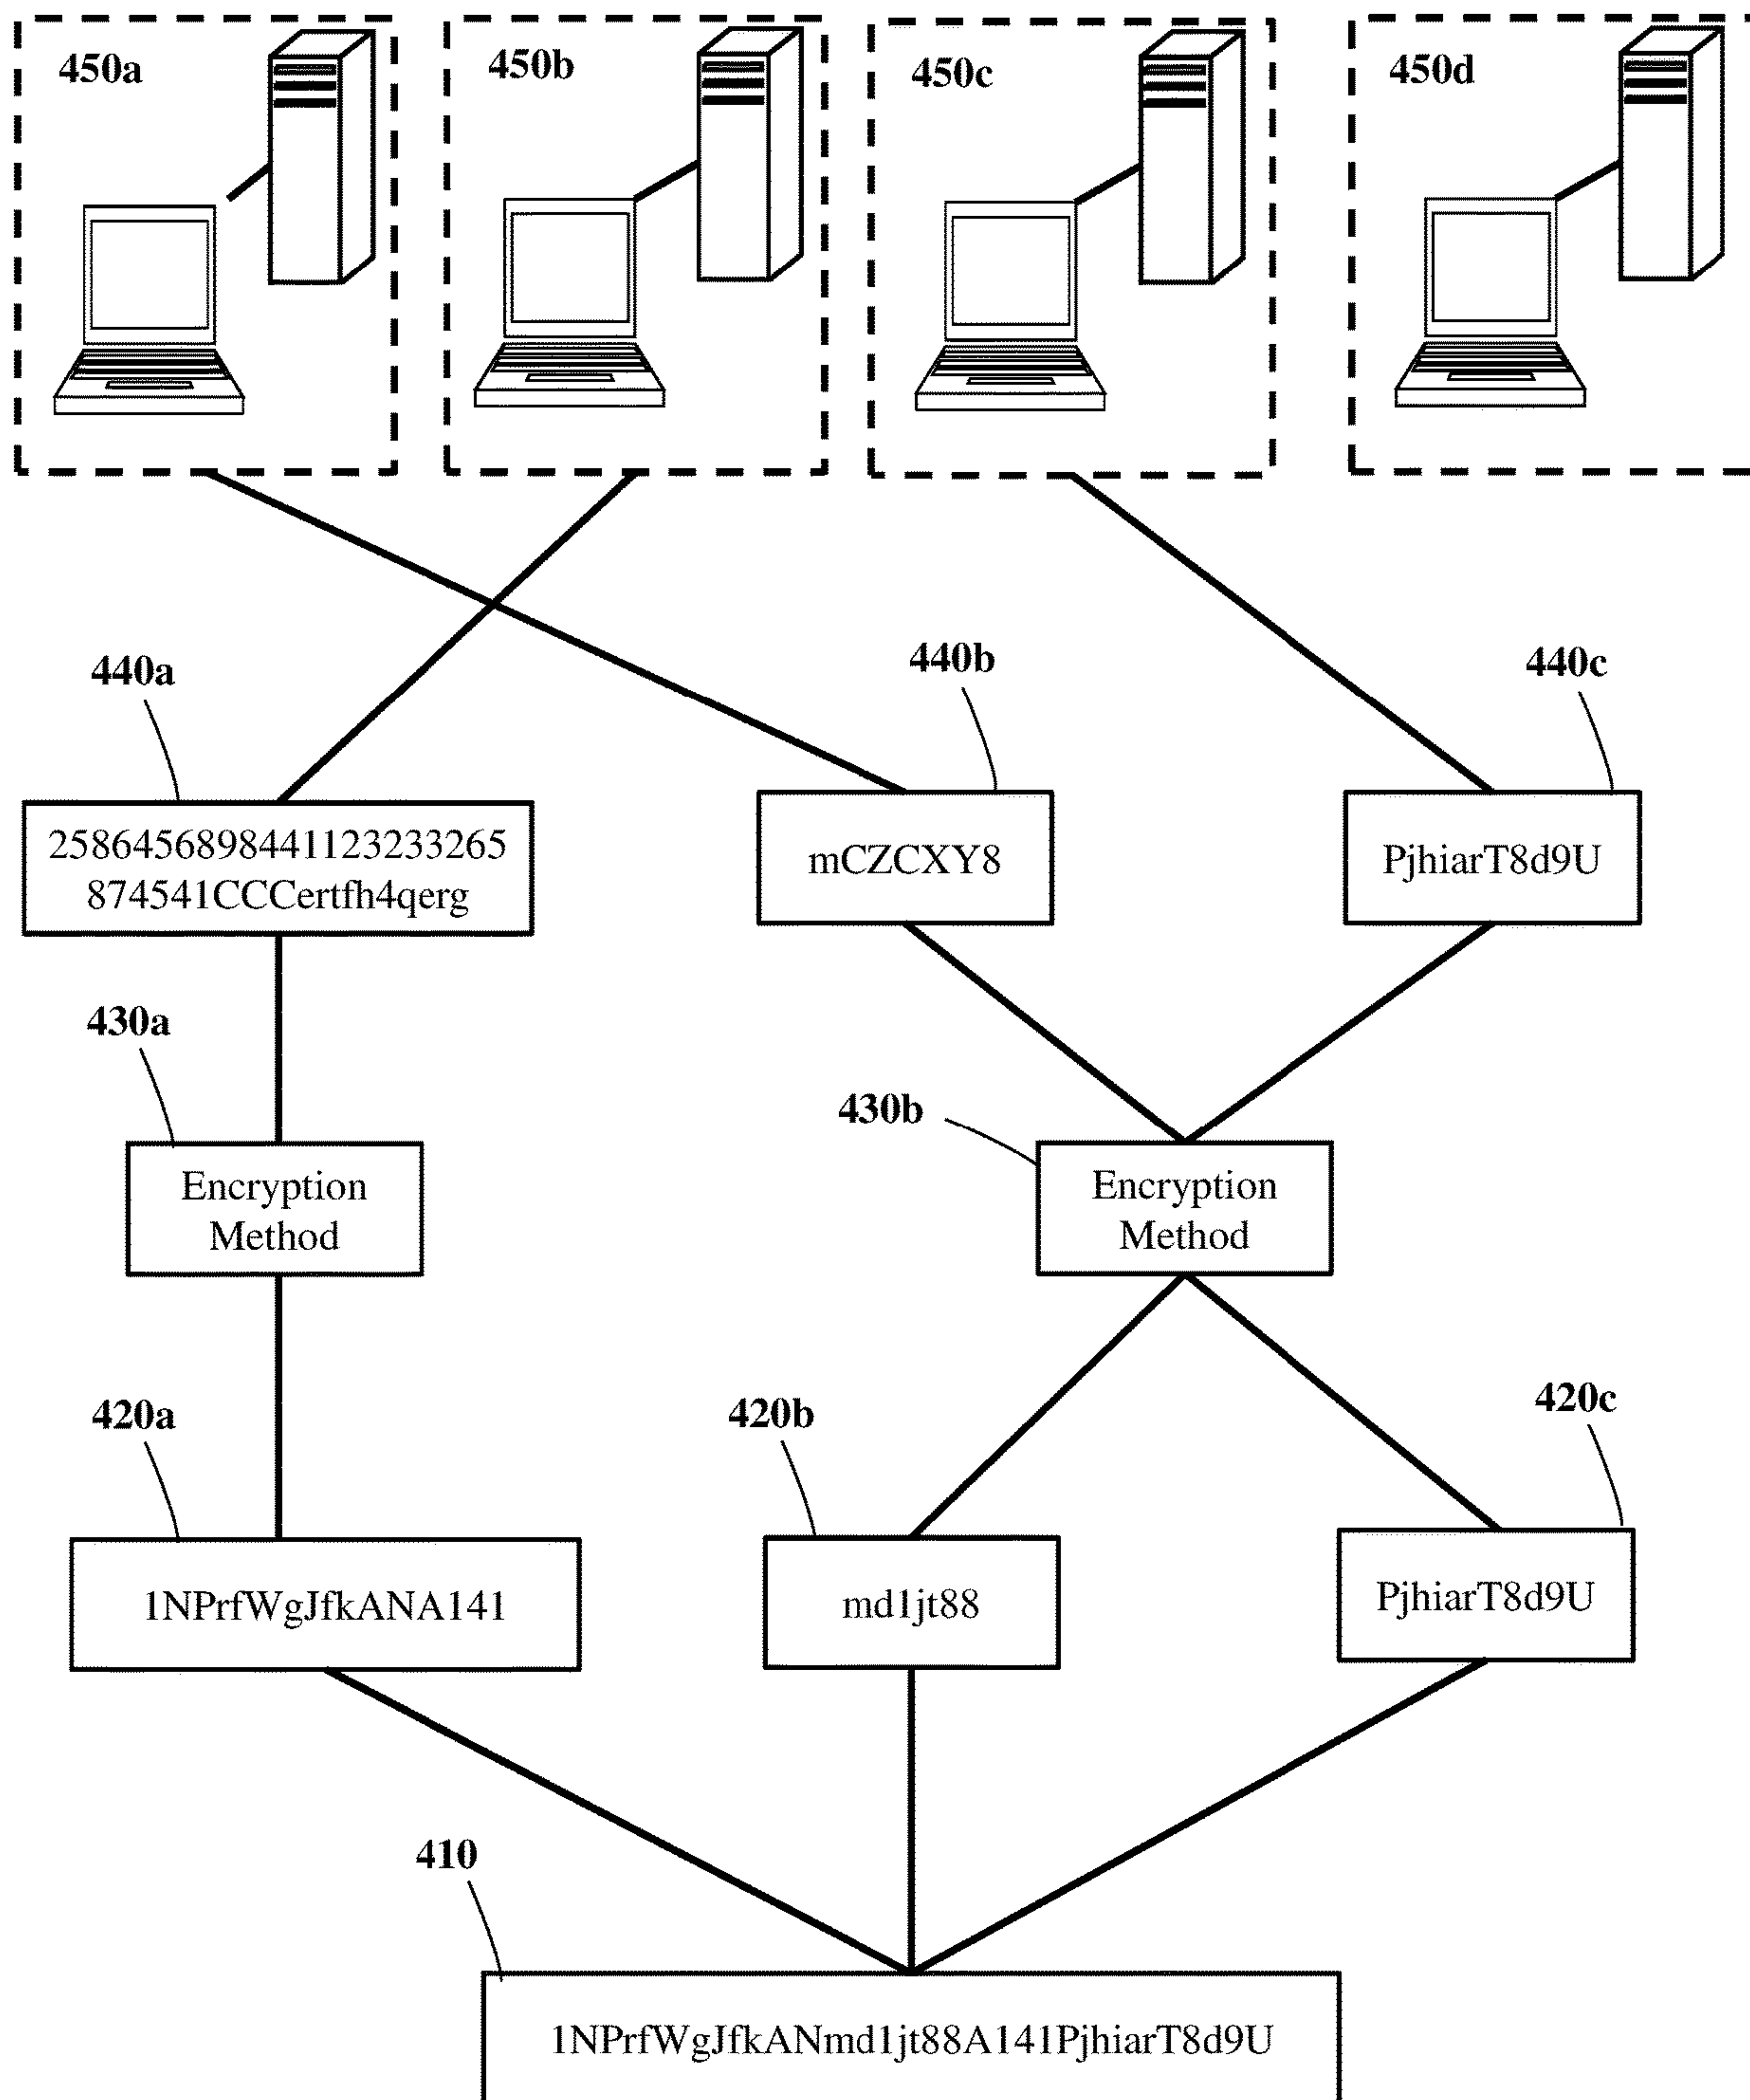 450a
450b
450c
450d
440a
440b
440c
2586456898441123233265
874541CCCertfh4qerg
mCZCXY8
PjhiarT8d9U
430a
430b
Encryption
Method
Encryption
Method
420a
420b
420c
1NPrfWgJfkANA141
md1jt88
PjhiarT8d9U
410
1NPrfWgJfkANmd1jt88A141PjhiarT8d9U